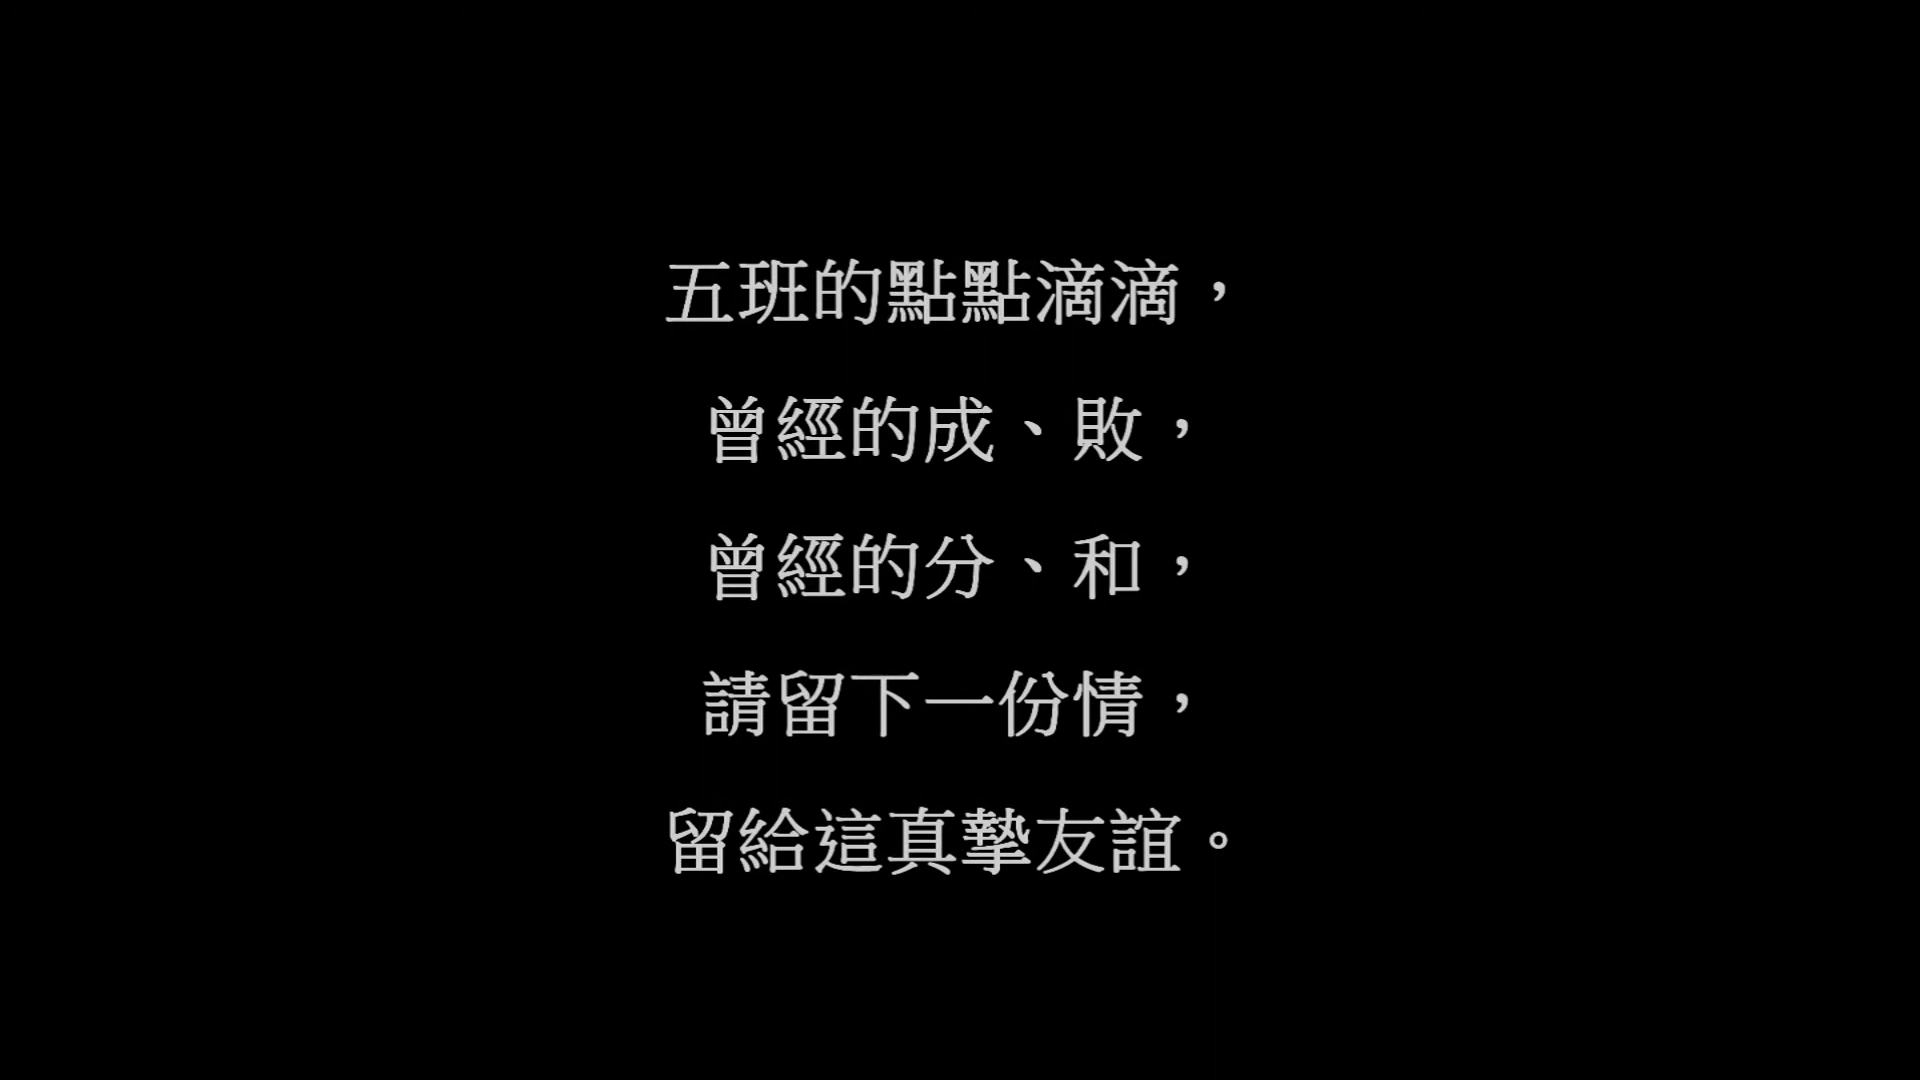 五班的點點滴滴，
曾經的成、敗，
曾經的分、和，
請留下一份情，
留給這真摯友誼。